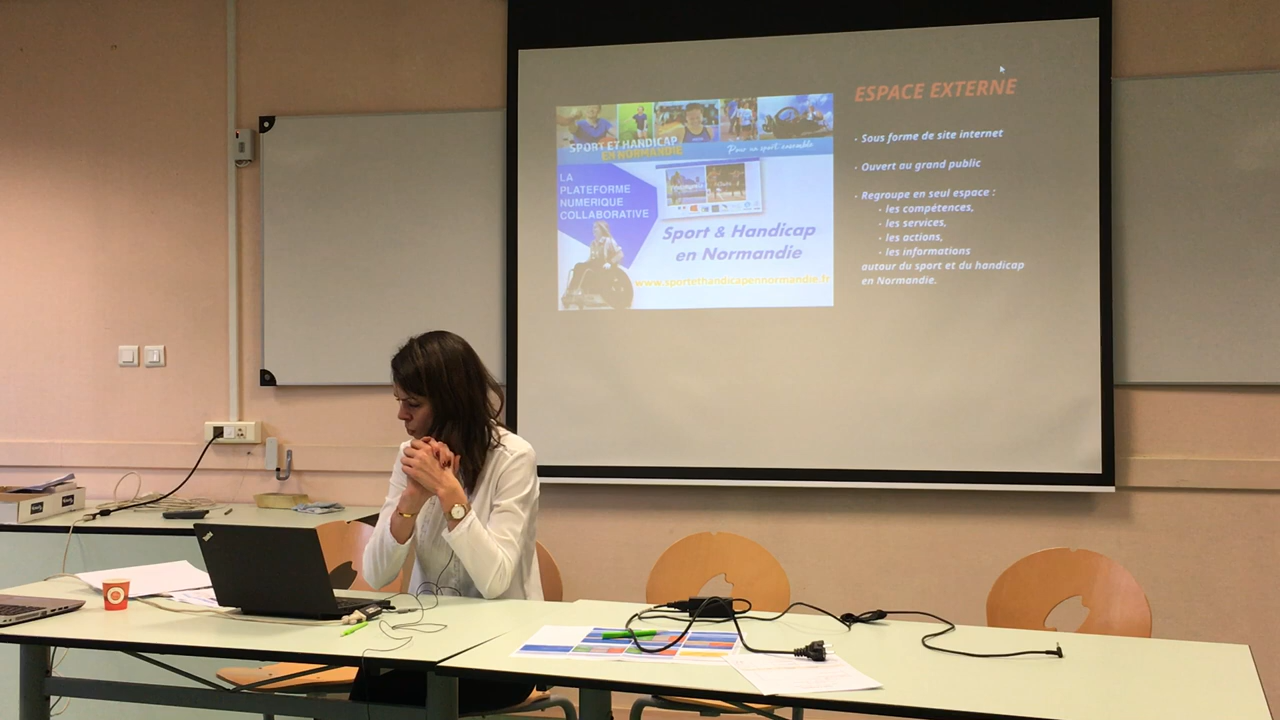 SPORT ET HANDICAP
EN NORMANDIE
Pour un sport ensemble
LA
PLATEFORME
NUMERIQUE
COLLABORATIVE
Sport & Handicap
en Normandie
www.sportethandicapennormandie.fr
ESPACE EXTERNE
· Sous forme de site internet
· Ouvert au grand public
· Regroupe en seul espace :
· les compétences,
· les services,
· les actions,
· les informations
autour du sport et du handicap
en Normandie.